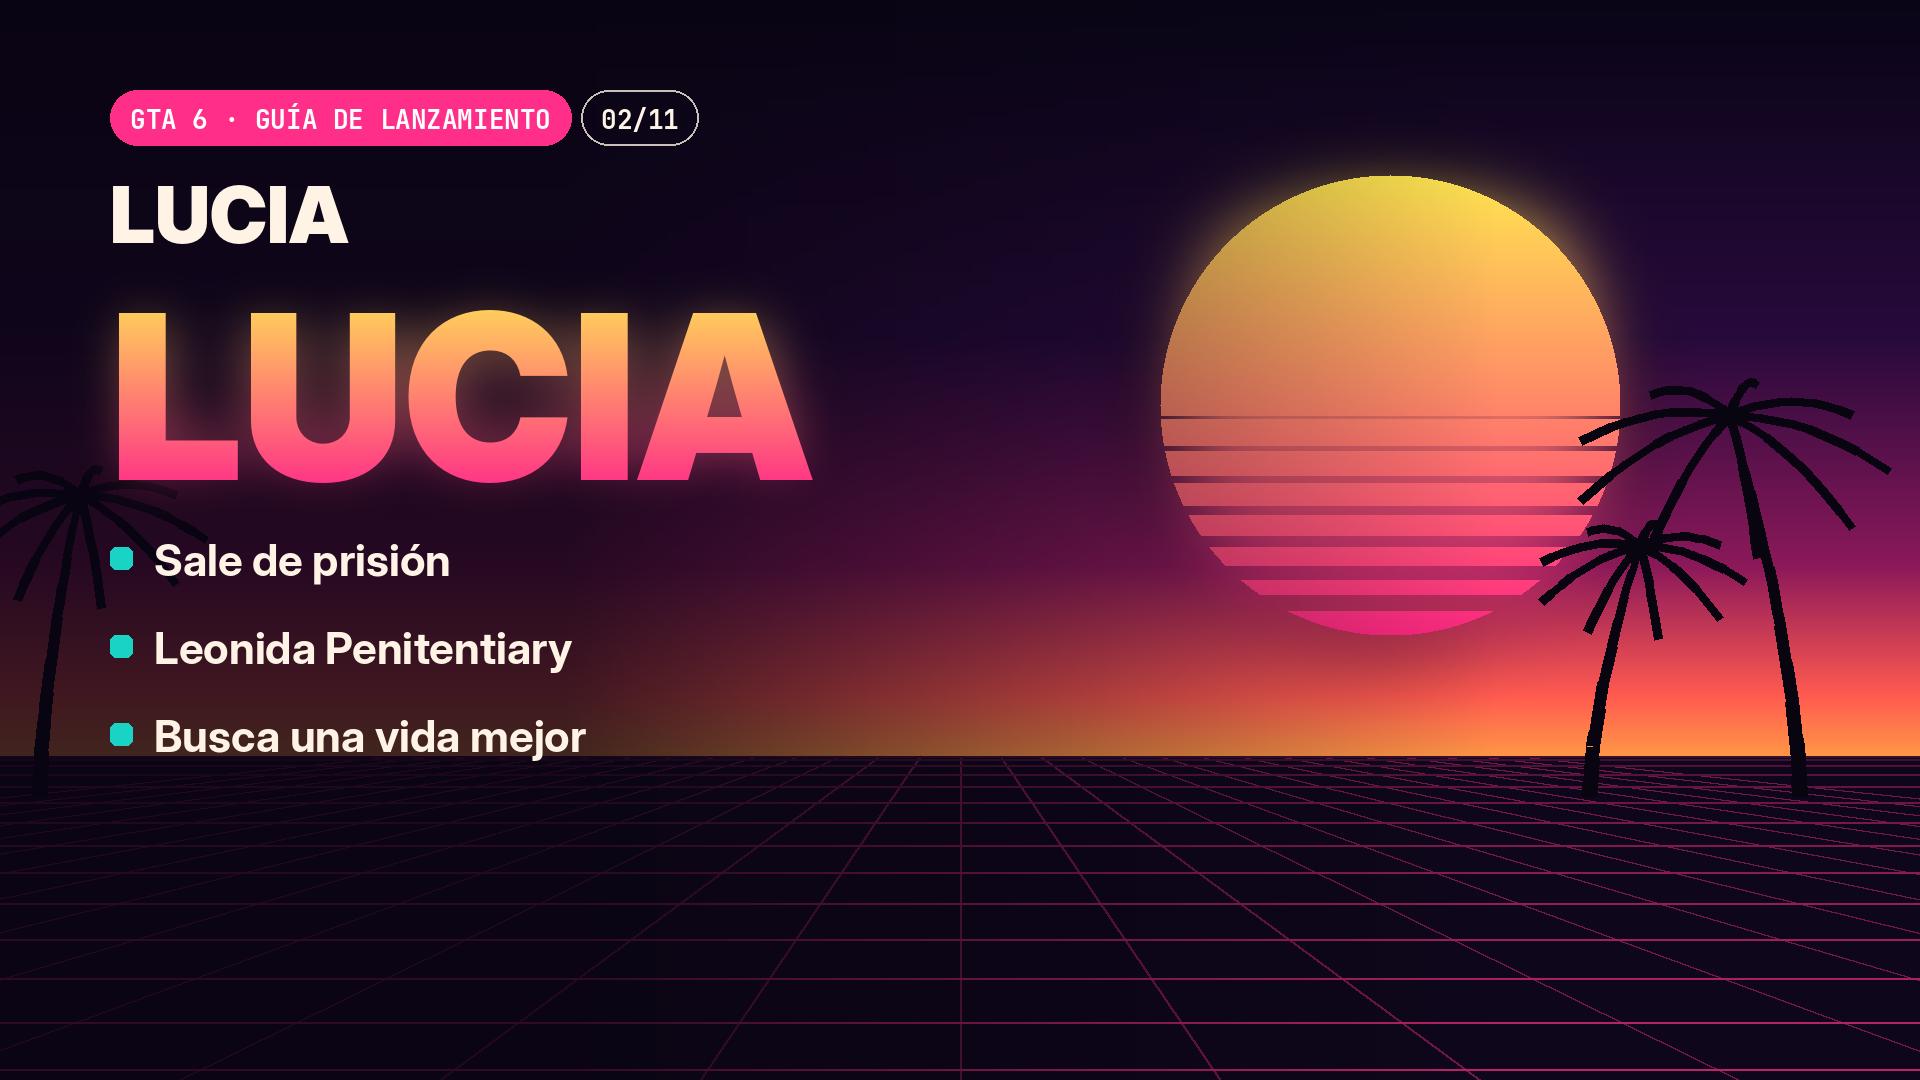 GTA 6 · GUÍA DE LANZAMIENTO 02/11
LUCIA
LUCIA
Sale de prisión
Leonida Penitentiary
Busca una vida mejor